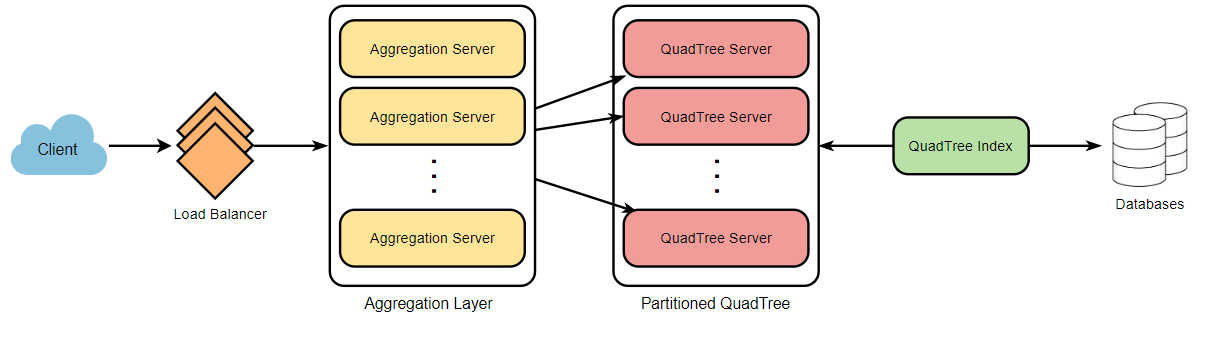 Client
Load Balancer
Aggregation Server
Aggregation Server
Aggregation Server
Aggregation Layer
QuadTree Server
QuadTree Server
QuadTree Server
Partitioned QuadTree
QuadTree Index
Databases